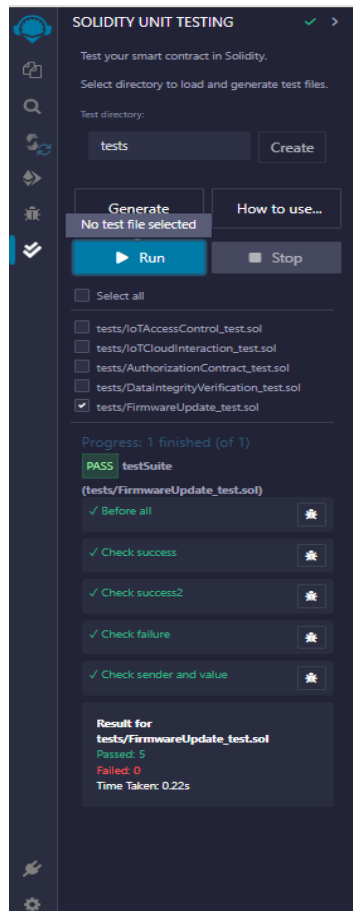 SOLIDITY UNIT TESTING
Test your smart contract in Solidity.
Select directory to load and generate test files.
Test directory:
tests
Create
Generate
How to use...
No test file selected
Run
Stop
Select all
tests/IoTAccessControl_test.sol
tests/IoTCloudInteraction_test.sol
tests/AuthorizationContract_test.sol
tests/DataIntegrityVerification_test.sol
tests/FirmwareUpdate_test.sol
Progress: 1 finished (of 1)
PASS testSuite
(tests/FirmwareUpdate_test.sol)
✓ Before all
✓ Check success
✓ Check success2
✓ Check failure
✓ Check sender and value
Result for
tests/FirmwareUpdate_test.sol
Passed: 5
Failed: 0
Time Taken: 0.22s